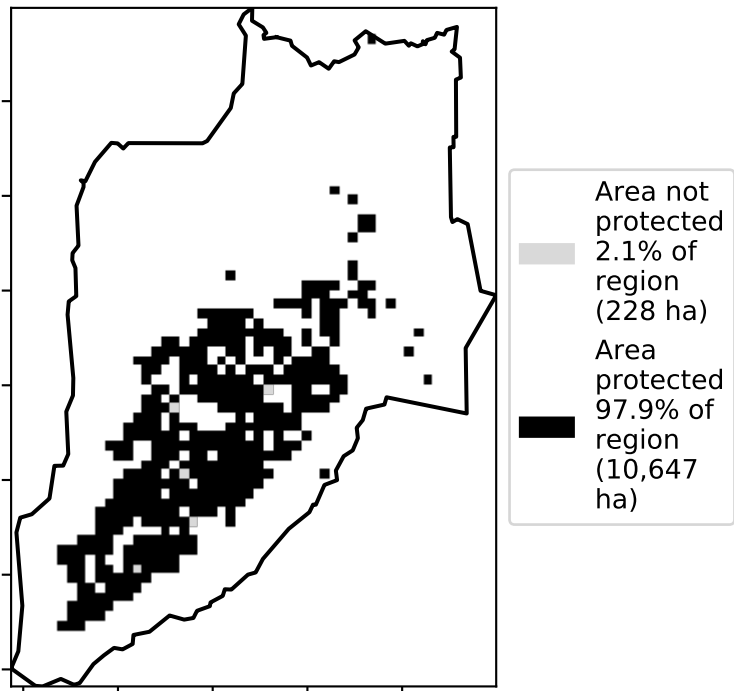 Area not
protected
2.1% of
region
(228 ha)
Area
protected
97.9% of
region
(10,647
ha)